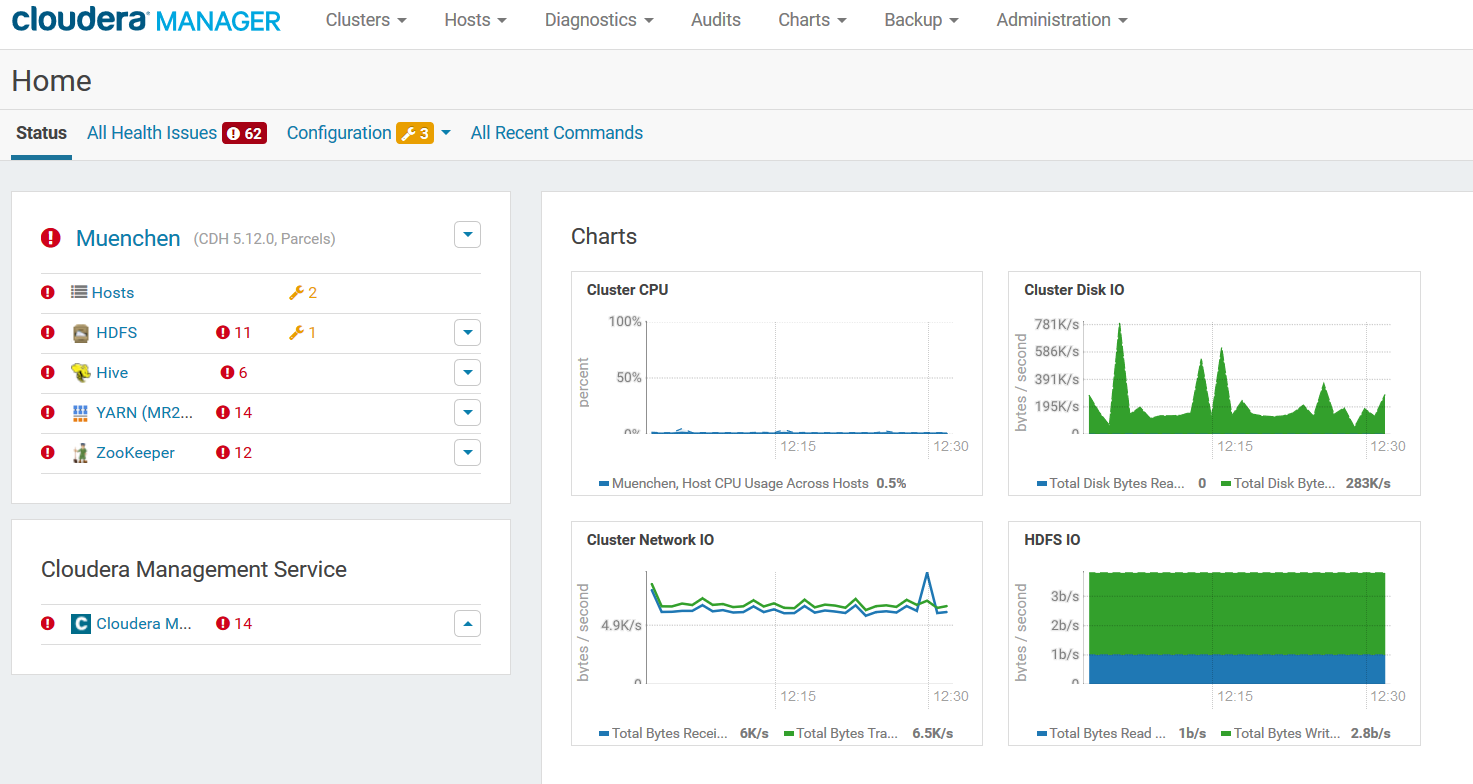 cloudera MANAGER Clusters Hosts Diagnostics Audits Charts Backup Administration
Home
Status All Health Issues 62 Configuration 3 All Recent Commands
Muenchen (CDH 5.12.0, Parcels)
Hosts 2
HDFS 11 1
Hive 6
YARN (MR2... 14
ZooKeeper 12
Cloudera Management Service
C Cloudera M... 14
Charts
Cluster CPU
percent
100%
50%
0%
12:15 12:30
Muenchen, Host CPU Usage Across Hosts 0.5%
Cluster Disk IO
bytes / second
781K/s
586K/s
391K/s
195K/s
0
12:15 12:30
Total Disk Bytes Rea... 0 Total Disk Byte... 283K/s
Cluster Network IO
bytes / second
4.9K/s
0
12:15 12:30
Total Bytes Recei... 6K/s Total Bytes Tra... 6.5K/s
HDFS IO
bytes / second
3b/s
2b/s
1b/s
0
12:15 12:30
Total Bytes Read ... 1b/s Total Bytes Writ... 2.8b/s